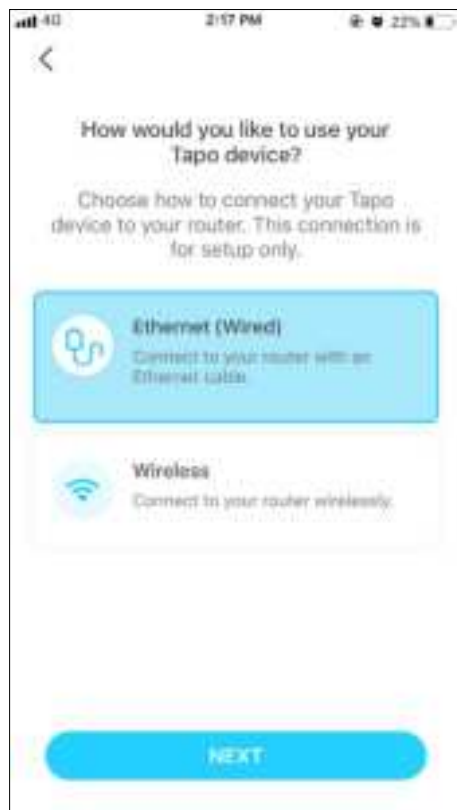 4G 2:17 PM 22%
How would you like to use your
Tapo device?
Choose how to connect your Tapo
device to your router. This connection is
for setup only.
Ethernet (Wired)
Connect to your router with an
Ethernet cable.
Wireless
Connect to your router wirelessly.
NEXT